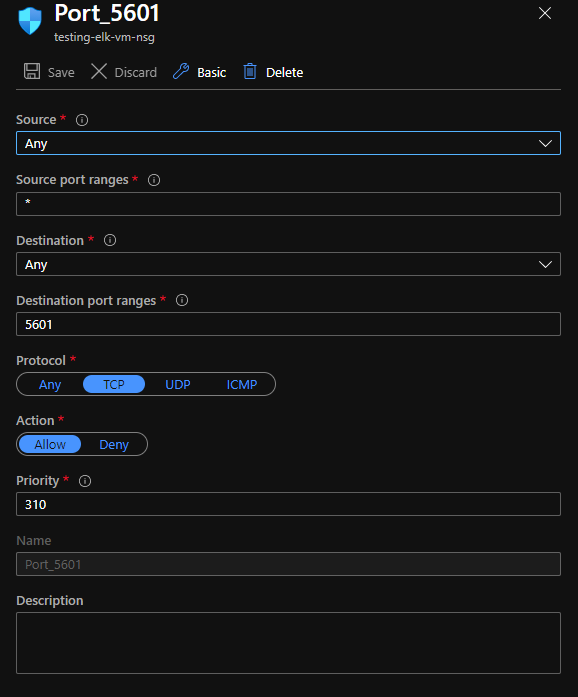 Port_5601
testing-elk-vm-nsg
Save Discard Basic Delete
Source *
Any
Source port ranges *
*
Destination *
Any
Destination port ranges *
5601
Protocol *
Any TCP UDP ICMP
Action *
Allow Deny
Priority *
310
Name
Port_5601
Description